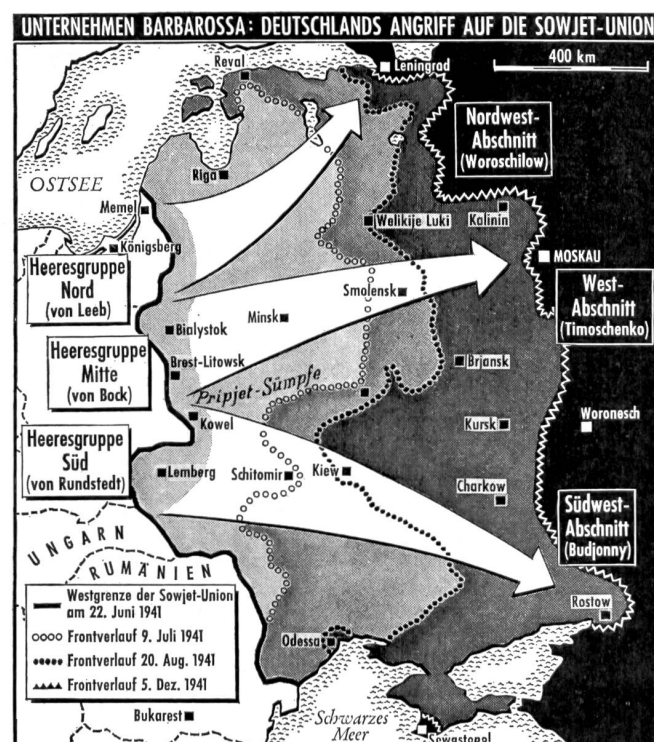 UNTERNEHMEN BARBAROSSA: DEUTSCHLANDS ANGRIFF AUF DIE SOWJET-UNION
400 km
Reval
Leningrad
Nordwest-
Abschnitt
(Woroschilow)
OSTSEE
Riga
Memel
Welikije Luki
Kalinin
Königsberg
MOSKAU
Heeresgruppe
Nord
(von Leeb)
Smolensk
West-
Abschnitt
(Timoschenko)
Bialystok
Minsk
Heeresgruppe
Mitte
(von Bock)
Brest-Litowsk
Brjansk
Pripjet-Sümpfe
Kowel
Kursk
Woronesch
Heeresgruppe
Süd
(von Rundstedt)
Lemberg
Schitomir
Kiew
Charkow
Südwest-
Abschnitt
(Budjonny)
UNGARN
RUMÄNIEN
Westgrenze der Sowjet-Union
am 22. Juni 1941
Frontverlauf 9. Juli 1941
Frontverlauf 20. Aug. 1941
Frontverlauf 5. Dez. 1941
Rostow
Odessa
Bukarest
Schwarzes
Meer
Sewastopol